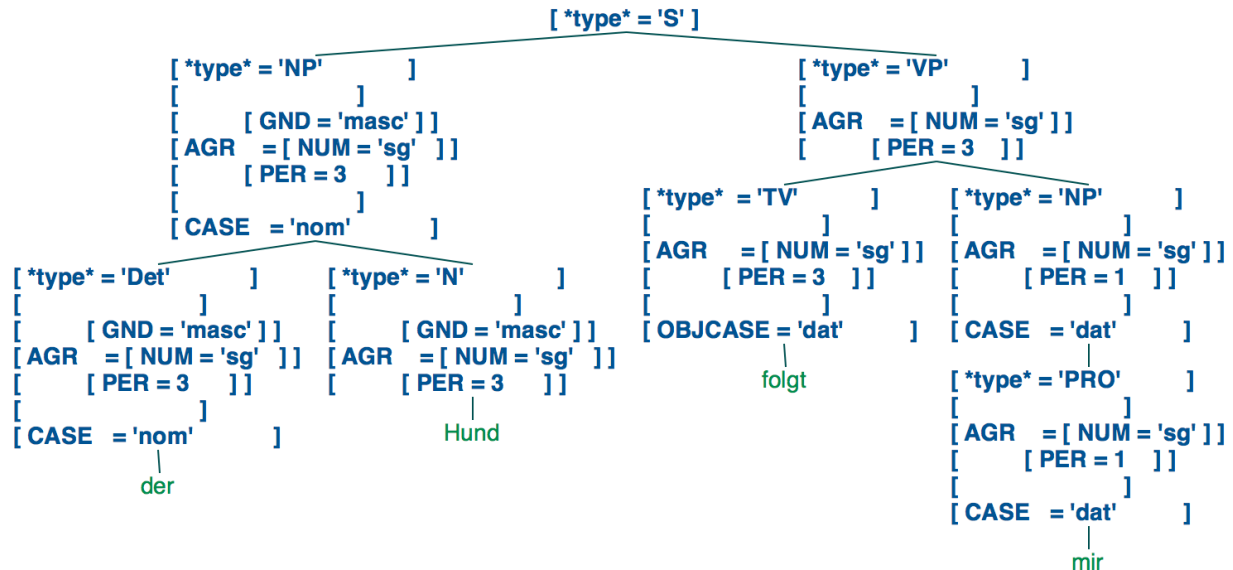 [ *type* = 'S' ]
[ *type* = 'NP' ]
[ ]
[ [ GND = 'masc' ] ]
[ AGR = [ NUM = 'sg' ] ]
[ [ PER = 3 ] ]
[ ]
[ CASE = 'nom' ]
[ *type* = 'VP' ]
[ ]
[ AGR = [ NUM = 'sg' ] ]
[ [ PER = 3 ] ]
[ *type* = 'Det' ]
[ ]
[ [ GND = 'masc' ] ]
[ AGR = [ NUM = 'sg' ] ]
[ [ PER = 3 ] ]
[ ]
[ CASE = 'nom' ]
der
[ *type* = 'N' ]
[ ]
[ [ GND = 'masc' ] ]
[ AGR = [ NUM = 'sg' ] ]
[ [ PER = 3 ] ]
Hund
[ *type* = 'TV' ]
[ ]
[ AGR = [ NUM = 'sg' ] ]
[ [ PER = 3 ] ]
[ ]
[ OBJCASE = 'dat' ]
folgt
[ *type* = 'NP' ]
[ ]
[ AGR = [ NUM = 'sg' ] ]
[ [ PER = 1 ] ]
[ ]
[ CASE = 'dat' ]
[ *type* = 'PRO' ]
[ ]
[ AGR = [ NUM = 'sg' ] ]
[ [ PER = 1 ] ]
[ ]
[ CASE = 'dat' ]
mir